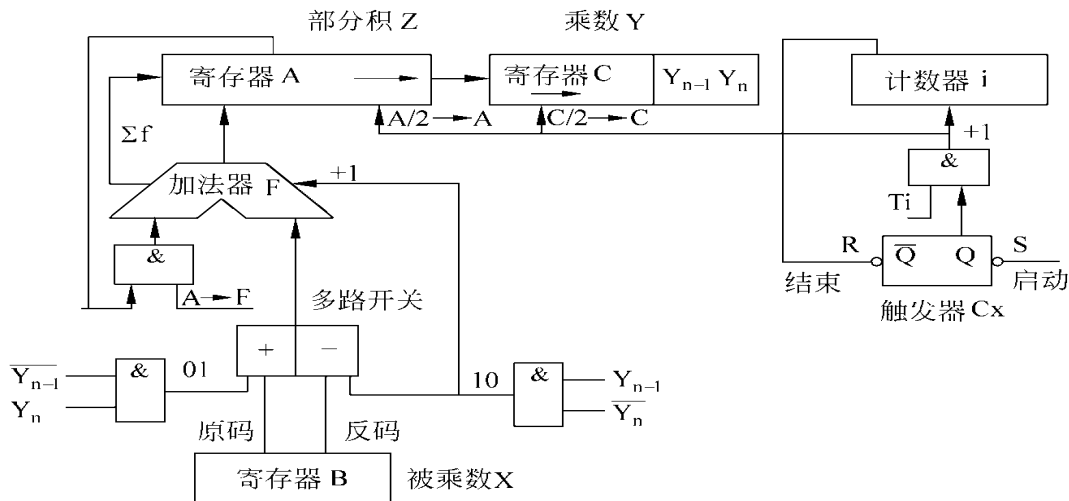 部分积 Z
乘数 Y
寄存器 A
寄存器 C
Y_{n-1} Y_n
计数器 i
A/2→A
C/2→C
+1
Σf
加法器 F
+1
&
Ti
&
A→F
R
Q̅
Q
S
结束
启动
触发器 Cx
多路开关
+
−
Y̅_{n-1}
Y_n
&
01
10
&
Y_{n-1}
Y̅_n
原码
反码
寄存器 B
被乘数X